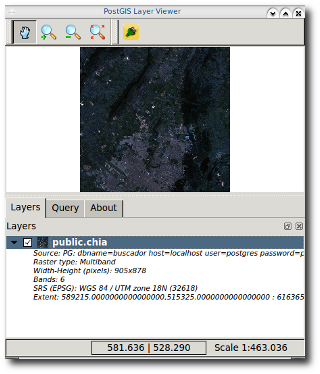 PostGIS Layer Viewer
Layers Query About
Layers
public.chia
Source: PG: dbname=buscador host=localhost user=postgres password=p
Raster type: Multiband
Width-Height (pixels): 905x878
Bands: 6
SRS (EPSG): WGS 84 / UTM zone 18N (32618)
Extent: 589215.0000000000000000,515325.0000000000000000 : 616365
581.636 | 528.290 Scale 1:463.036